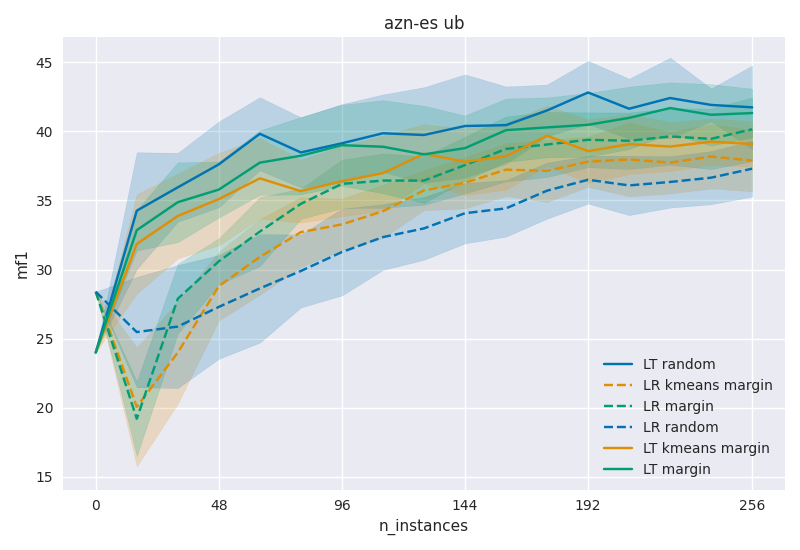 azn-es ub
mf1
45
40
35
30
25
20
15
0
48
96
144
192
256
n_instances
LT random
LR kmeans margin
LR margin
LR random
LT kmeans margin
LT margin